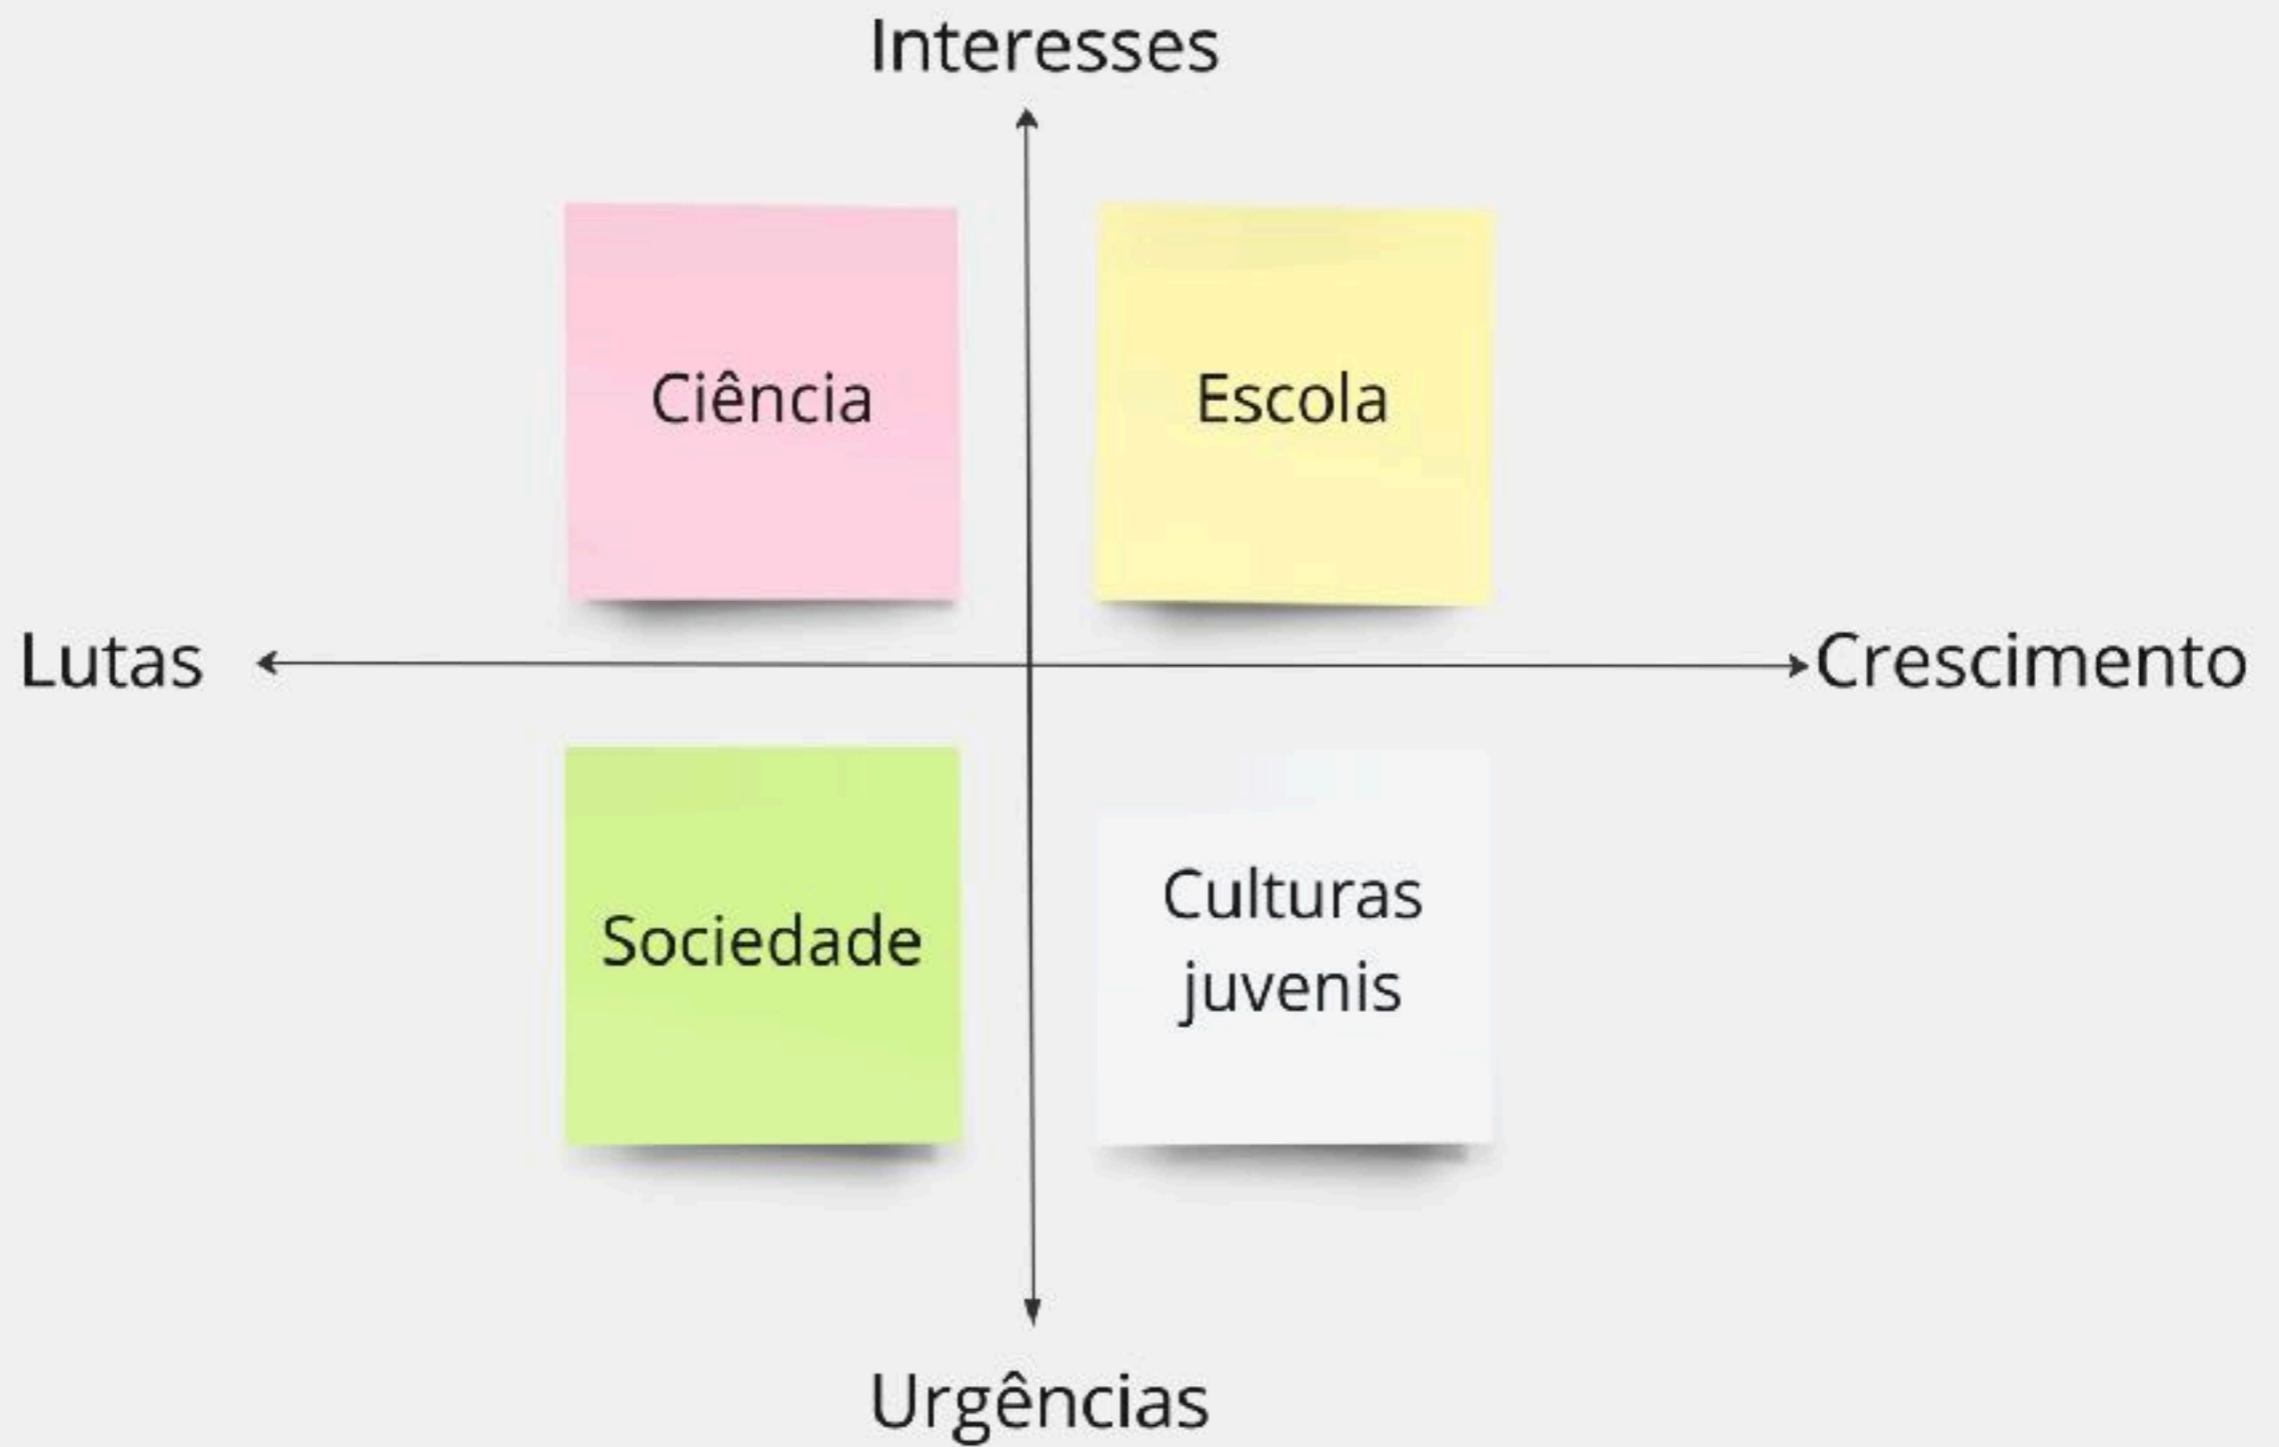 Interesses
Ciência
Escola
Lutas
Crescimento
Sociedade
Culturas
juvenis
Urgências